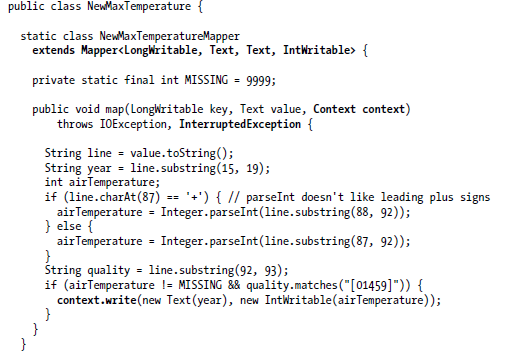 public class NewMaxTemperature {
static class NewMaxTemperatureMapper
extends Mapper<LongWritable, Text, Text, IntWritable> {
private static final int MISSING = 9999;
public void map(LongWritable key, Text value, Context context)
throws IOException, InterruptedException {
String line = value.toString();
String year = line.substring(15, 19);
int airTemperature;
if (line.charAt(87) == '+') { // parseInt doesn't like leading plus signs
airTemperature = Integer.parseInt(line.substring(88, 92));
} else {
airTemperature = Integer.parseInt(line.substring(87, 92));
}
String quality = line.substring(92, 93);
if (airTemperature != MISSING && quality.matches("[01459]")) {
context.write(new Text(year), new IntWritable(airTemperature));
}
}
}